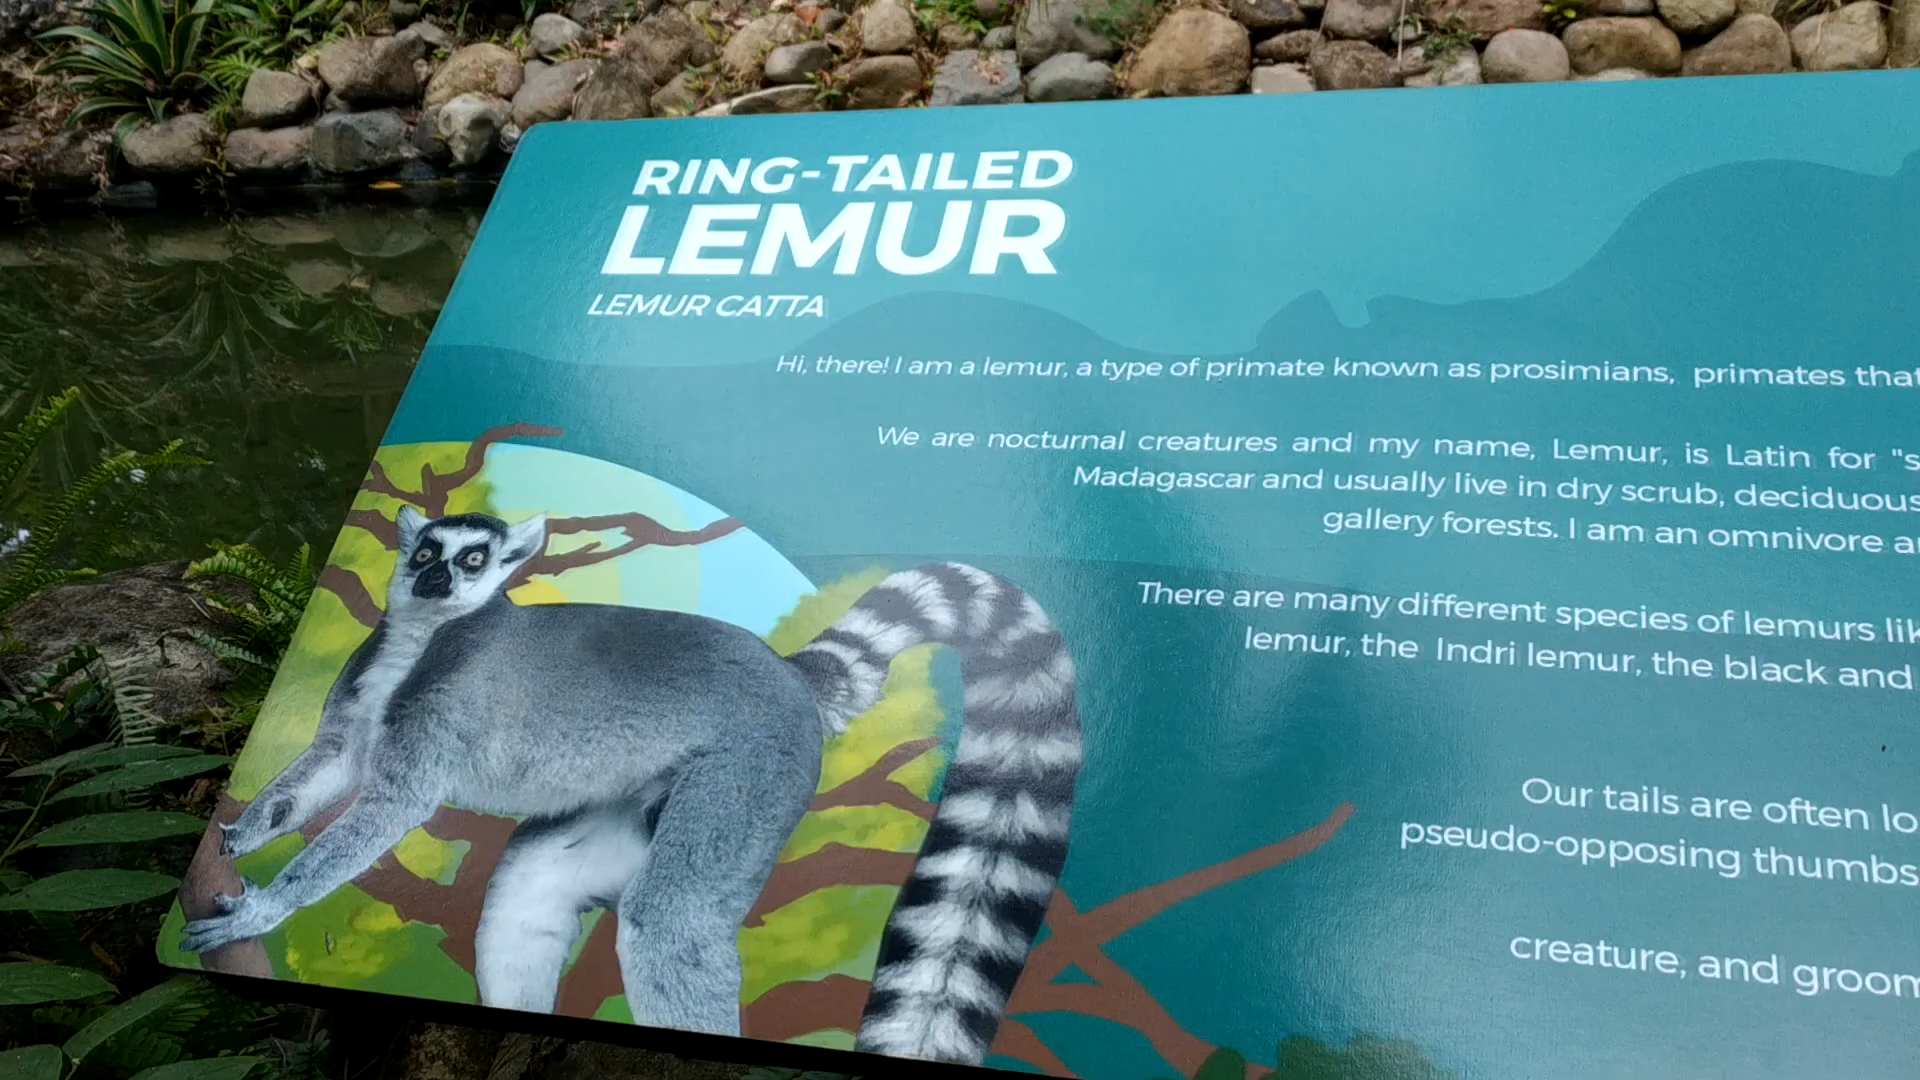 RING-TAILED
LEMUR
LEMUR CATTA
Hi, there! I am a lemur, a type of primate known as prosimians, primates that
We are nocturnal creatures and my name, Lemur, is Latin for "s
Madagascar and usually live in dry scrub, deciduous
gallery forests. I am an omnivore a
There are many different species of lemurs lik
lemur, the Indri lemur, the black and
Our tails are often lo
pseudo-opposing thumbs
creature, and groom